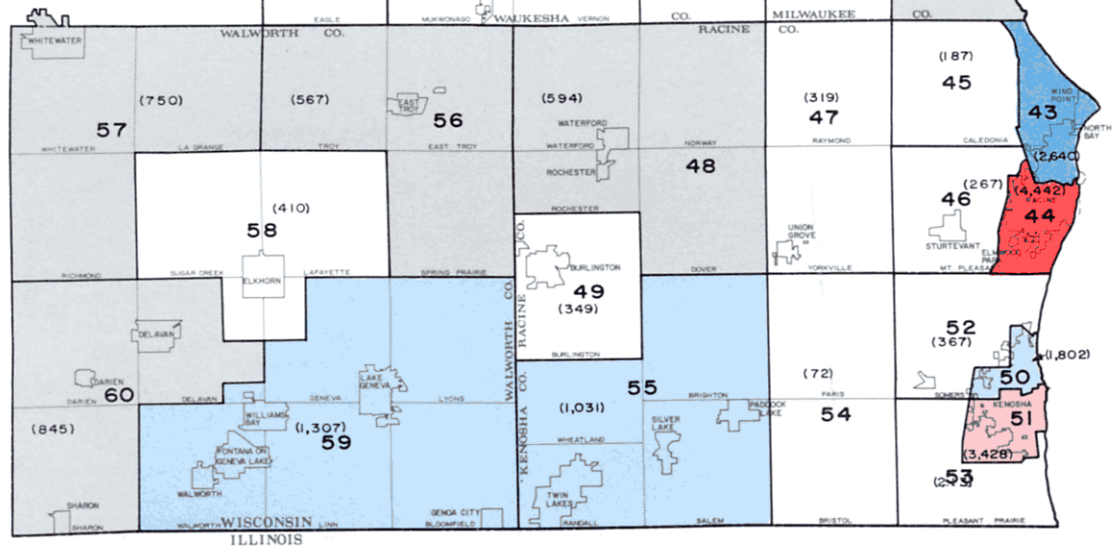 EAGLE
MUKWONAGO
WAUKESHA
VERNON
CO.
MILWAUKEE
CO.
WALWORTH CO.
RACINE CO.
WHITEWATER
(750)
(567)
EAST
TROY
(594)
(319)
(187)
45
57
56
47
WIND
POINT
43
NORTH
BAY
WATERFORD
WHITEWATER
LA GRANGE
TROY
EAST TROY
WATERFORD
NORWAY
RAYMOND
CALEDONIA
(2,640)
ROCHESTER
48
(267)
46
(4,442)
RACINE
44
(410)
58
ROCHESTER
UNION
GROVE
STURTEVANT
ELMWOOD
PARK
RICHMOND
SUGAR CREEK
LAFAYETTE
SPRING PRAIRIE
BURLINGTON
DOVER
YORKVILLE
MT. PLEASANT
ELKHORN
49
(349)
WALWORTH CO.
RACINE CO.
DELAVAN
52
(367)
(1,802)
BURLINGTON
DARIEN
LAKE
GENEVA
(72)
50
60
55
DARIEN
DELAVAN
GENEVA
LYONS
BRIGHTON
PARIS
SOMERS
WILLIAMS
BAY
(1,031)
PADDOCK
LAKE
54
KENOSHA
51
(845)
(1,307)
59
SILVER
LAKE
KENOSHA CO.
WHEATLAND
FONTANA ON
GENEVA LAKE
(3,428)
53
WALWORTH
TWIN
LAKES
SHARON
GENOA CITY
SHARON
WALWORTH
WISCONSIN
LINN
BLOOMFIELD
RANDALL
SALEM
BRISTOL
PLEASANT PRAIRIE
ILLINOIS